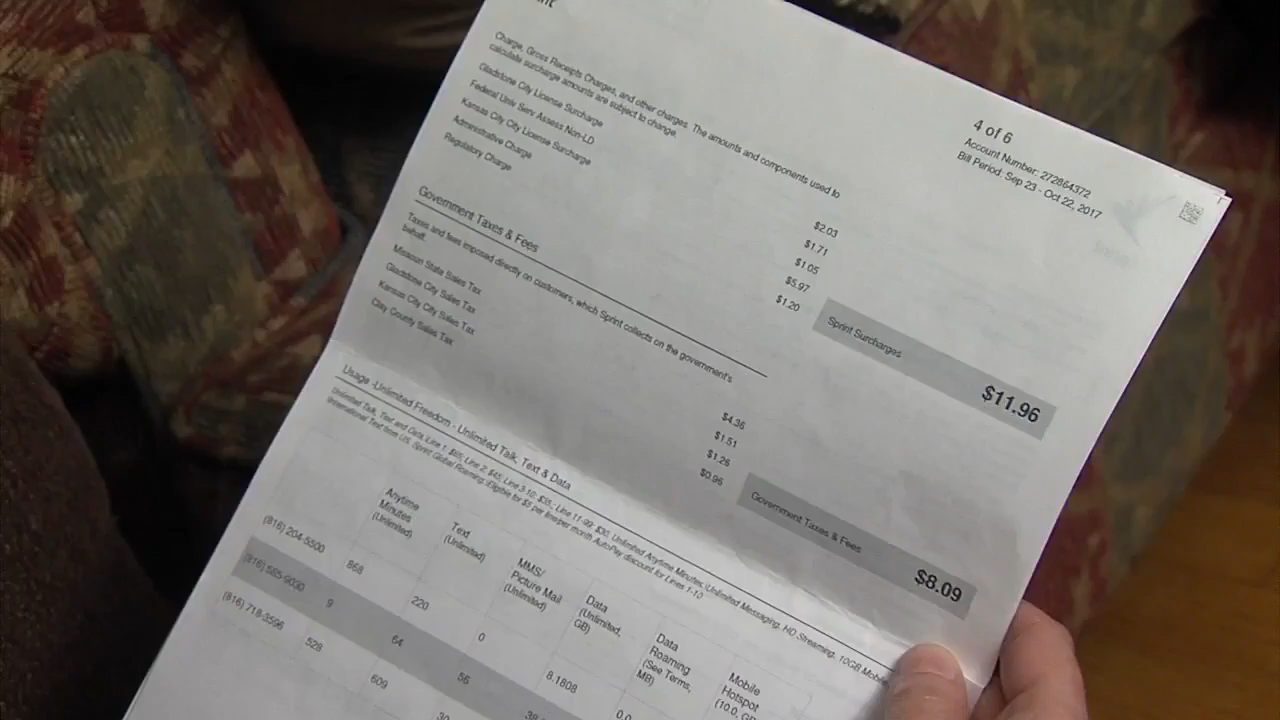 4 of 6
Account Number: 272864372
Bill Period: Sep 23 - Oct 22, 2017
Charge, Gross Receipts Charges, and other charges. The amounts and components used to
calculate surcharge amounts are subject to change.
Gladstone City License Surcharge $2.03
Federal Univ Serv Assess Non-LD $1.71
Kansas City City License Surcharge $1.05
Administrative Charge $5.97
Regulatory Charge $1.20
Sprint Surcharges $11.96
Government Taxes & Fees
Taxes and fees imposed directly on customers, which Sprint collects on the government's
behalf.
Missouri State Sales Tax $4.36
Gladstone City Sales Tax $1.51
Kansas City City Sales Tax $1.26
Clay County Sales Tax $0.96
Government Taxes & Fees $8.09
Usage - Unlimited Freedom - Unlimited Talk, Text & Data
Unlimited Talk, Text and Data, Line 1, $65; Line 2, $45, Line 3-10, $35, Line 11-99, $30, Unlimited Anytime Minutes, Unlimited Messaging, HD Streaming, 10GB Mobile
International Text from US, Sprint Global Roaming. Eligible for $5 per line/per month AutoPay discount for Lines 1-10
Anytime Minutes (Unlimited)
Text (Unlimited)
MMS/ Picture Mail (Unlimited)
Data (Unlimited, GB)
Data Roaming (See Terms, MB)
Mobile Hotspot (10.0, GB
(816) 204-5500 868 220 0 8.1808 0.0
(816) 565-9030 9 64 56
(816) 718-3596 528 609